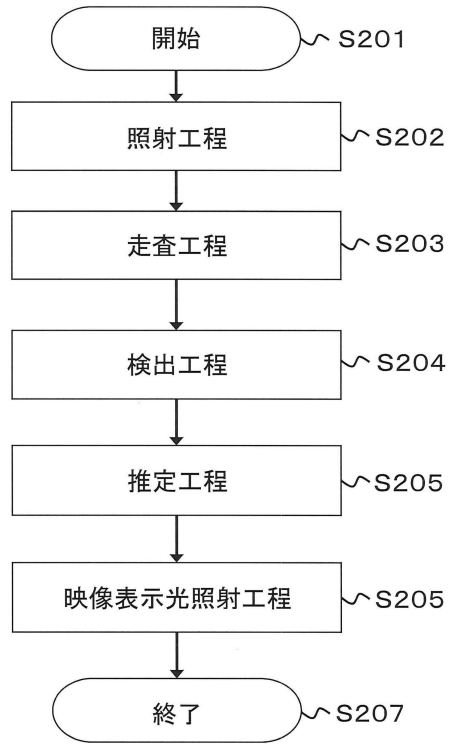 開始 S201
照射工程 S202
走査工程 S203
検出工程 S204
推定工程 S205
映像表示光照射工程 S205
終了 S207